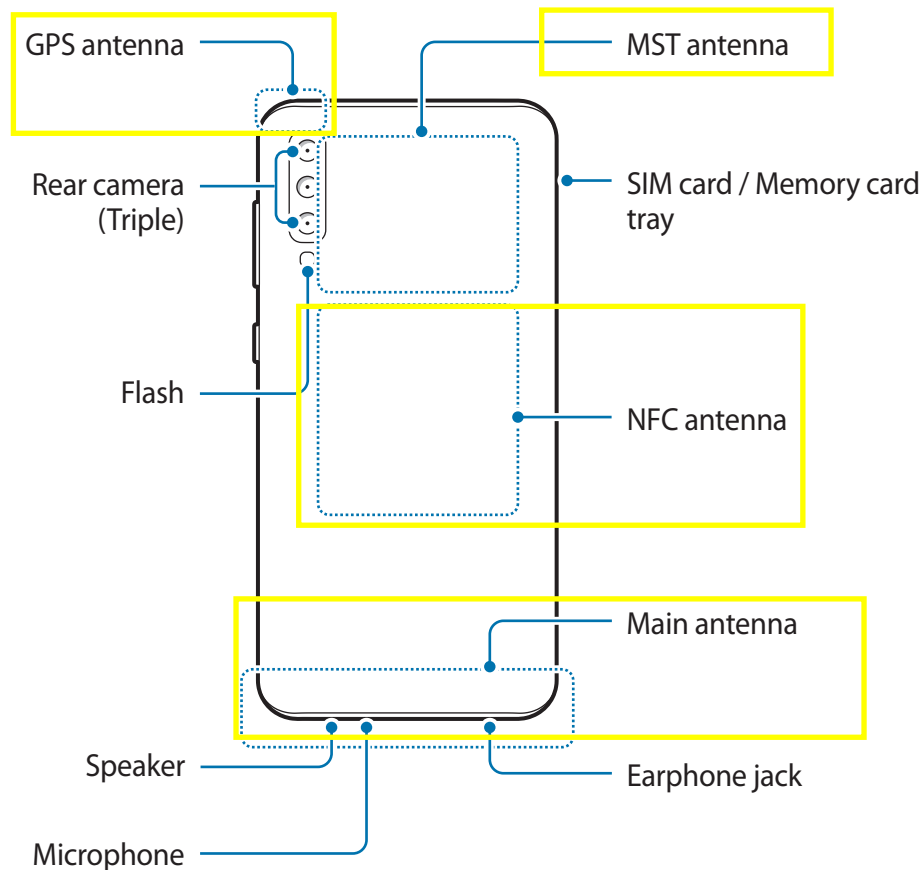 GPS antenna
MST antenna
Rear camera
(Triple)
SIM card / Memory card
tray
Flash
NFC antenna
Main antenna
Speaker
Earphone jack
Microphone